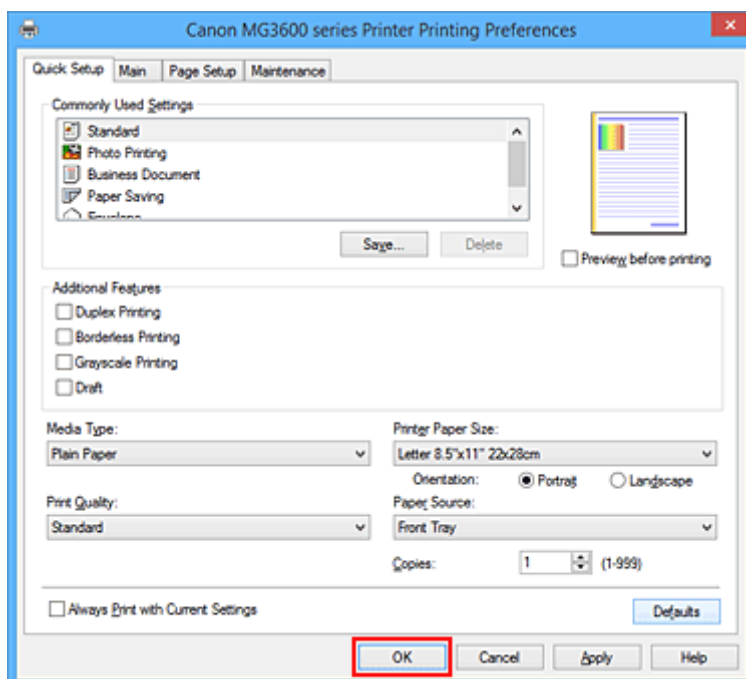 Canon MG3600 series Printer Printing Preferences
Quick Setup Main Page Setup Maintenance
Commonly Used Settings
Standard
Photo Printing
Business Document
Paper Saving
Envelope
Save... Delete
Preview before printing
Additional Features
Duplex Printing
Borderless Printing
Grayscale Printing
Draft
Media Type:
Plain Paper
Printer Paper Size:
Letter 8.5"x11" 22x28cm
Orientation: Portrait Landscape
Print Quality:
Standard
Paper Source:
Front Tray
Copies: 1 (1-999)
Always Print with Current Settings
Defaults
OK Cancel Apply Help